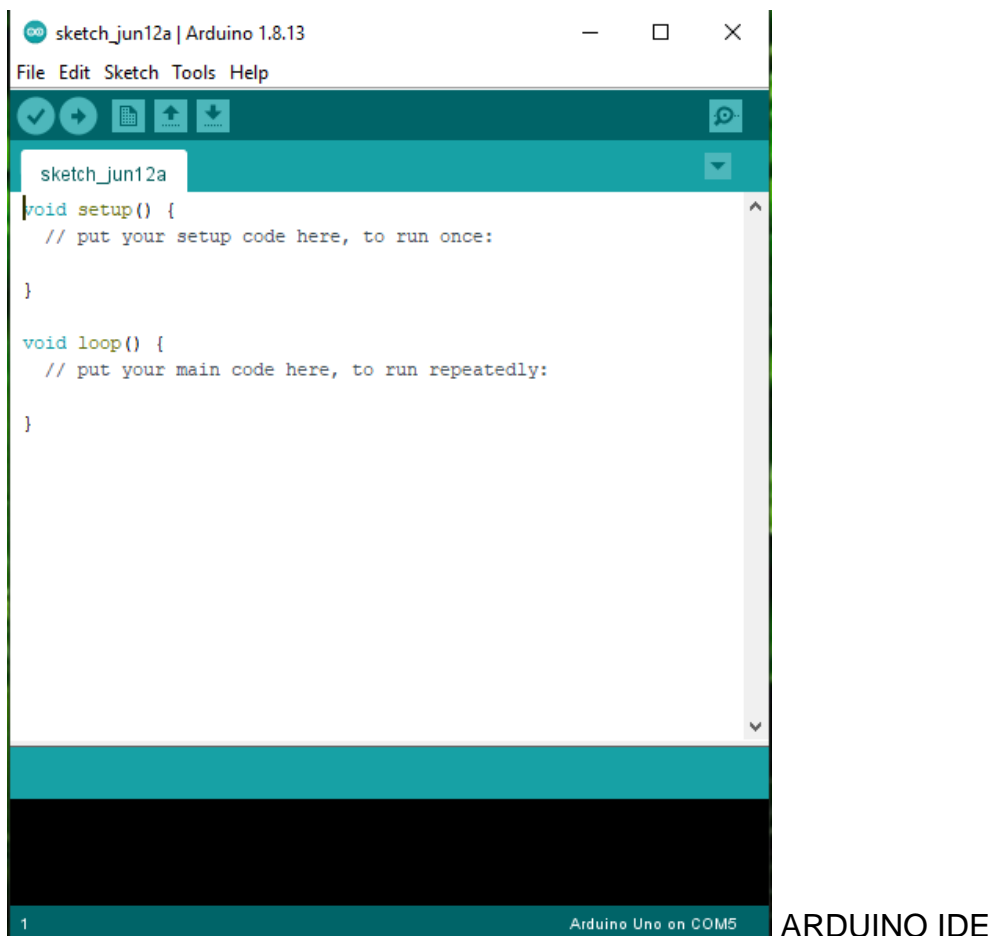 sketch_jun12a | Arduino 1.8.13
File Edit Sketch Tools Help
sketch_jun12a
void setup() {
  // put your setup code here, to run once:
}
void loop() {
  // put your main code here, to run repeatedly:
}
1
Arduino Uno on COM5
ARDUINO IDE